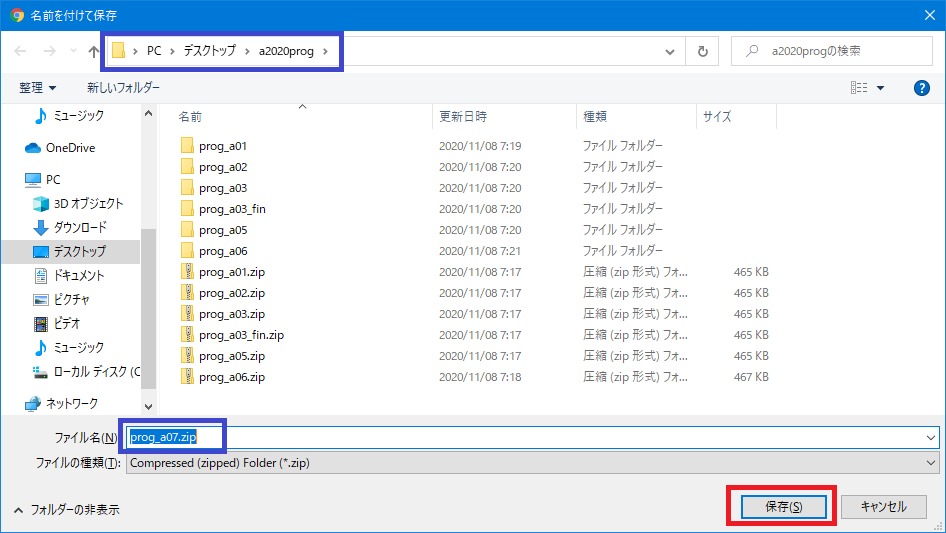 名前を付けて保存
PC デスクトップ a2020prog
a2020progの検索
整理 新しいフォルダー
ミュージック
OneDrive
PC
3D オブジェクト
ダウンロード
デスクトップ
ドキュメント
ピクチャ
ビデオ
ミュージック
ローカル ディスク (C
ネットワーク
名前 更新日時 種類 サイズ
prog_a01 2020/11/08 7:19 ファイル フォルダー
prog_a02 2020/11/08 7:20 ファイル フォルダー
prog_a03 2020/11/08 7:20 ファイル フォルダー
prog_a03_fin 2020/11/08 7:20 ファイル フォルダー
prog_a05 2020/11/08 7:20 ファイル フォルダー
prog_a06 2020/11/08 7:21 ファイル フォルダー
prog_a01.zip 2020/11/08 7:17 圧縮 (zip 形式) フォ... 465 KB
prog_a02.zip 2020/11/08 7:17 圧縮 (zip 形式) フォ... 465 KB
prog_a03.zip 2020/11/08 7:17 圧縮 (zip 形式) フォ... 465 KB
prog_a03_fin.zip 2020/11/08 7:17 圧縮 (zip 形式) フォ... 465 KB
prog_a05.zip 2020/11/08 7:17 圧縮 (zip 形式) フォ... 465 KB
prog_a06.zip 2020/11/08 7:18 圧縮 (zip 形式) フォ... 467 KB
ファイル名(N) prog_a07.zip
ファイルの種類(T): Compressed (zipped) Folder (*.zip)
フォルダーの非表示
保存(S) キャンセル